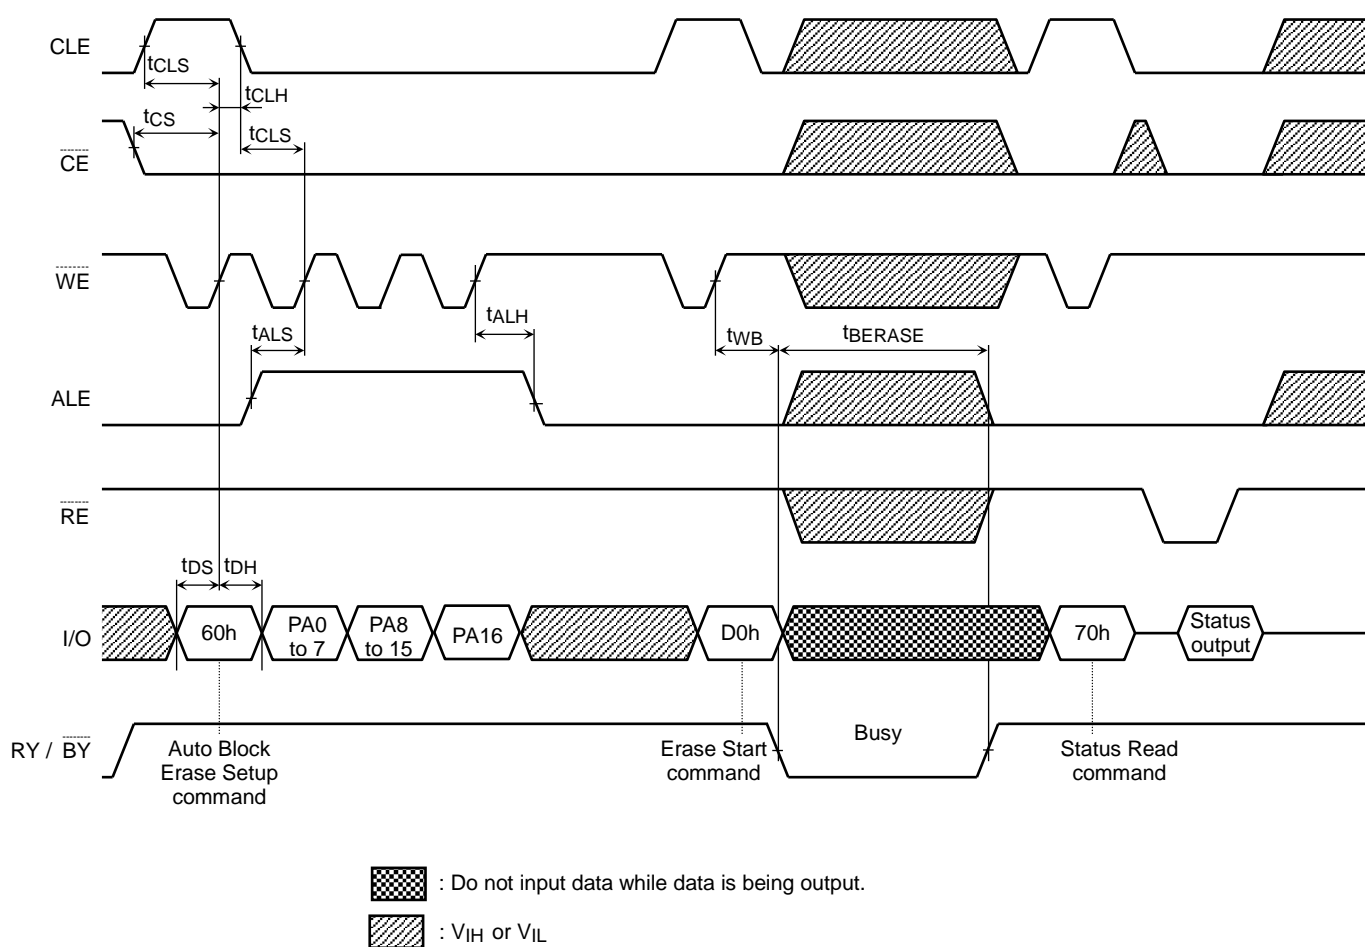 CLE
tCLS
tCLH
tCS
tCLS
CE
WE
tALS
tALH
tWB
tBERASE
ALE
RE
tDS
tDH
I/O
60h
PA0
to 7
PA8
to 15
PA16
D0h
70h
Status
output
RY / BY
Busy
Auto Block
Erase Setup
command
Erase Start
command
Status Read
command
: Do not input data while data is being output.
: VIH or VIL